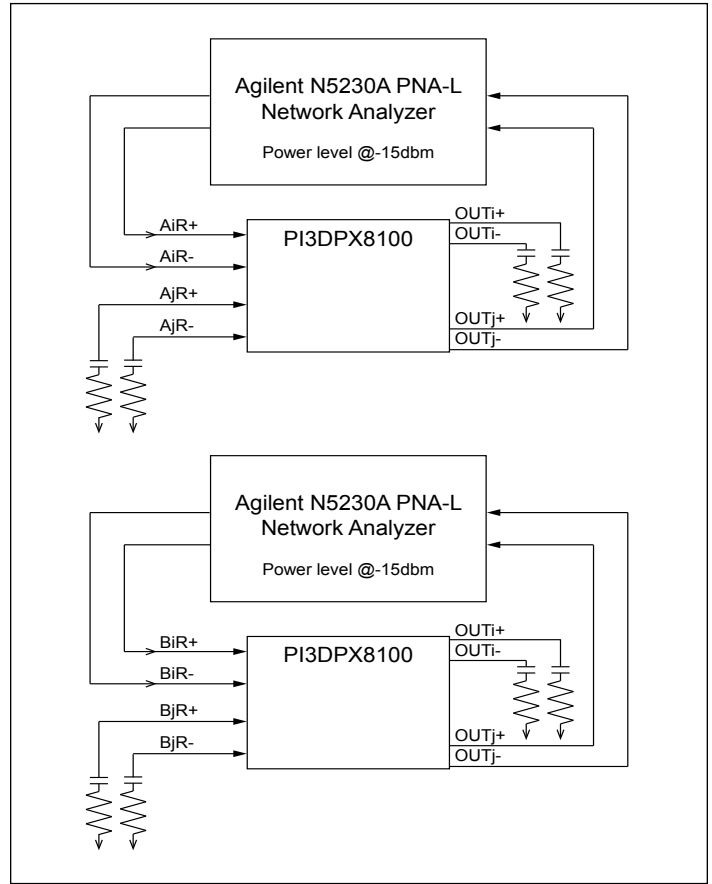 Agilent N5230A PNA-L
Network Analyzer
Power level @-15dbm
AiR+
AiR-
AjR+
AjR-
PI3DPX8100
OUTi+
OUTi-
OUTj+
OUTj-
Agilent N5230A PNA-L
Network Analyzer
Power level @-15dbm
BiR+
BiR-
BjR+
BjR-
PI3DPX8100
OUTi+
OUTi-
OUTj+
OUTj-